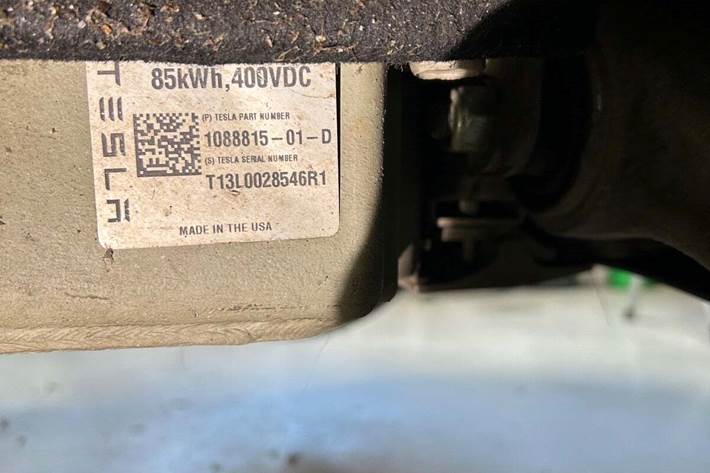 TESLA
85kWh,400VDC
(P) TESLA PART NUMBER
1088815-01-D
(S) TESLA SERIAL NUMBER
T13L0028546R1
MADE IN THE USA